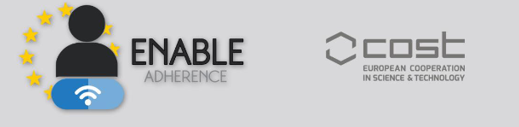 ENABLE
ADHERENCE
cost
EUROPEAN COOPERATION
IN SCIENCE & TECHNOLOGY